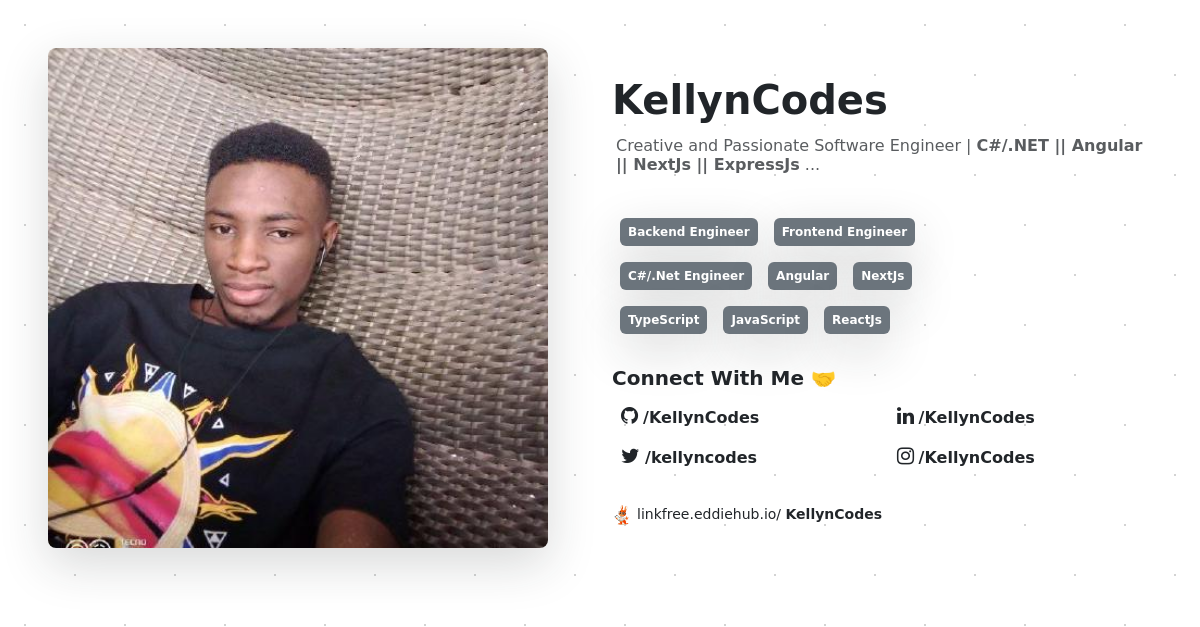 KellynCodes
Creative and Passionate Software Engineer | C#/.NET || Angular
|| NextJs || ExpressJs ...
Backend Engineer Frontend Engineer
C#/.Net Engineer Angular NextJs
TypeScript JavaScript ReactJs
Connect With Me 🤝
/KellynCodes /KellynCodes
/kellyncodes /KellynCodes
linkfree.eddiehub.io/ KellynCodes
TECNO